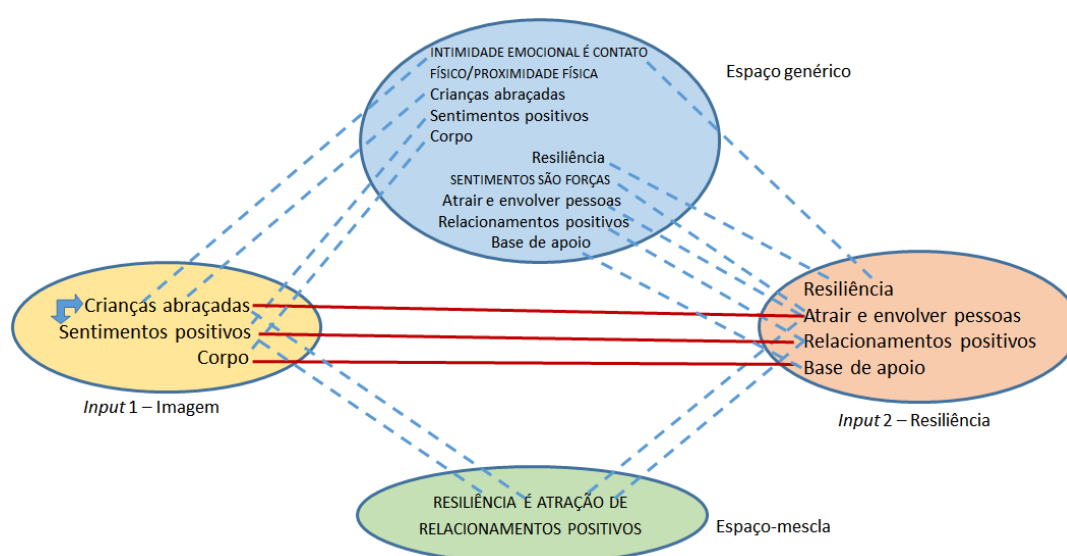 INTIMIDADE EMOCIONAL É CONTATO
FÍSICO/PROXIMIDADE FÍSICA
Crianças abraçadas
Sentimentos positivos
Corpo
Resiliência
SENTIMENTOS SÃO FORÇAS
Atrair e envolver pessoas
Relacionamentos positivos
Base de apoio
Espaço genérico
Crianças abraçadas
Sentimentos positivos
Corpo
Input 1 – Imagem
Resiliência
Atrair e envolver pessoas
Relacionamentos positivos
Base de apoio
Input 2 – Resiliência
RESILIÊNCIA É ATRAÇÃO DE
RELACIONAMENTOS POSITIVOS
Espaço-mescla